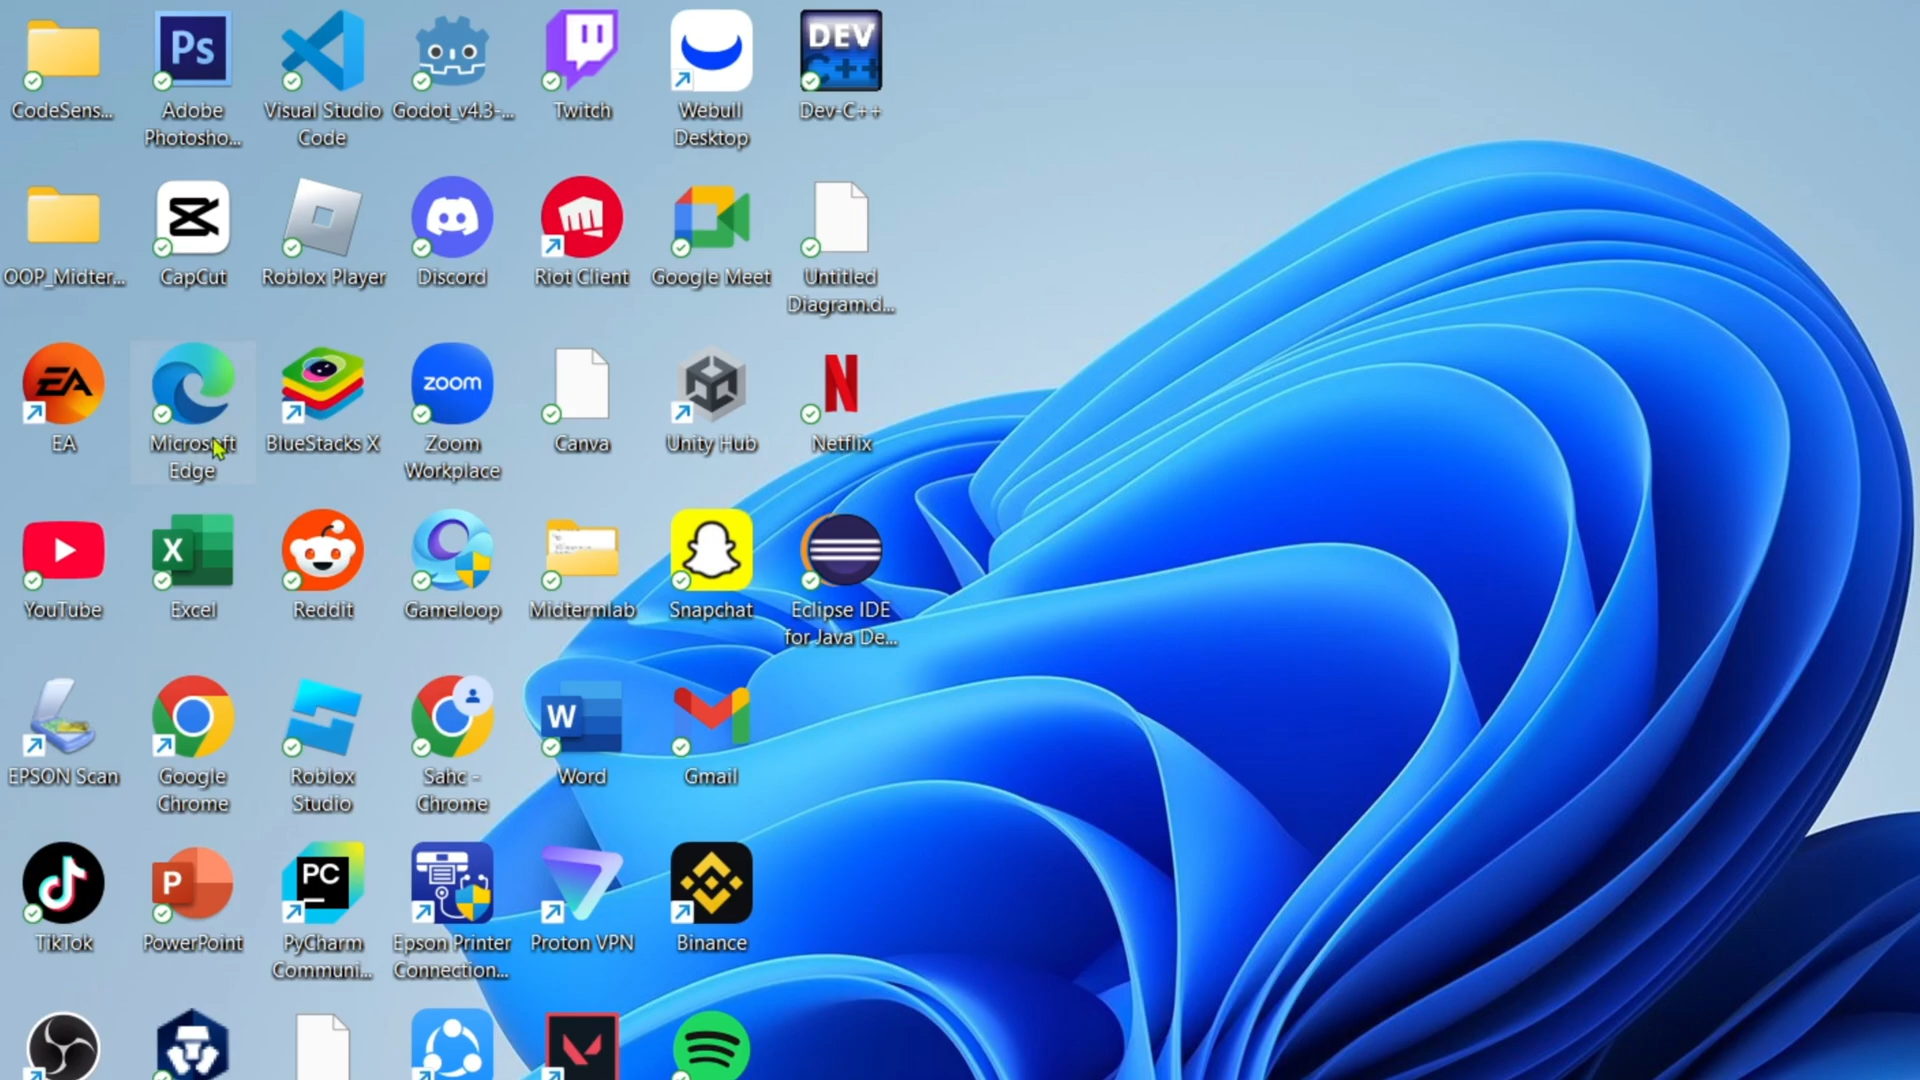 Ps
DEV
C++
CodeSens...
Adobe
Photosho...
Visual Studio
Code
Godot_v4.3-...
Twitch
Webull
Desktop
Dev-C++
OOP_Midter...
CapCut
Roblox Player
Discord
Riot Client
Google Meet
Untitled
Diagram.d...
EA
zoom
N
EA
Microsoft
Edge
BlueStacks X
Zoom
Workplace
Canva
Unity Hub
Netflix
X
YouTube
Excel
Reddit
Gameloop
Midtermlab
Snapchat
Eclipse IDE
for Java De...
W
EPSON Scan
Google
Chrome
Roblox
Studio
Sahc -
Chrome
Word
Gmail
P
PC
TikTok
PowerPoint
PyCharm
Communi...
Epson Printer
Connection...
Proton VPN
Binance